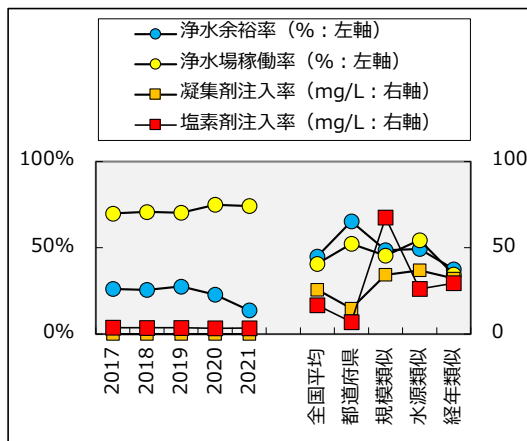 浄水余裕率（%：左軸）
浄水場稼働率（%：左軸）
凝集剤注入率（mg/L：右軸）
塩素剤注入率（mg/L：右軸）
100%
50%
0%
100
50
0
2017
2018
2019
2020
2021
全国平均
都道府県
規模類似
水源類似
経年類似